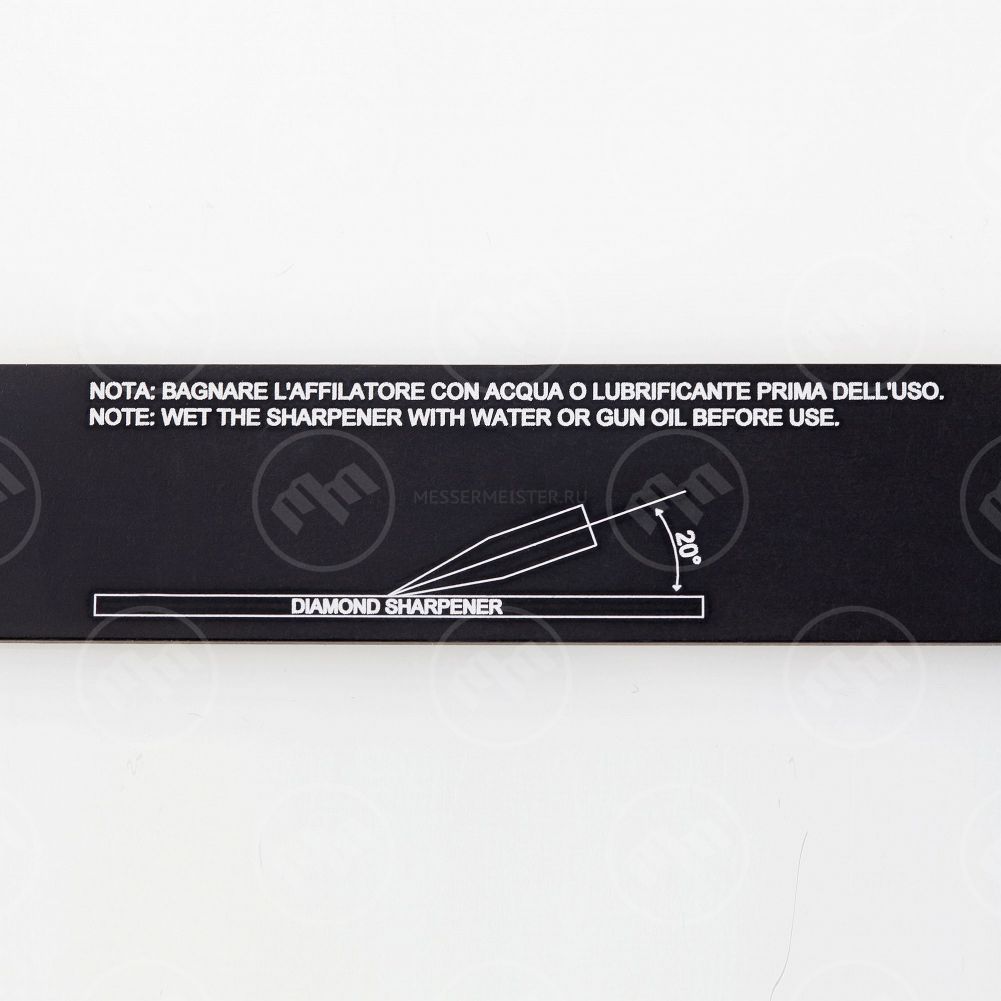 NOTA: BAGNARE L'AFFILATORE CON ACQUA O LUBRIFICANTE PRIMA DELL'USO.
NOTE: WET THE SHARPENER WITH WATER OR GUN OIL BEFORE USE.
MESSERMEISTER.RU
20°
DIAMOND SHARPENER